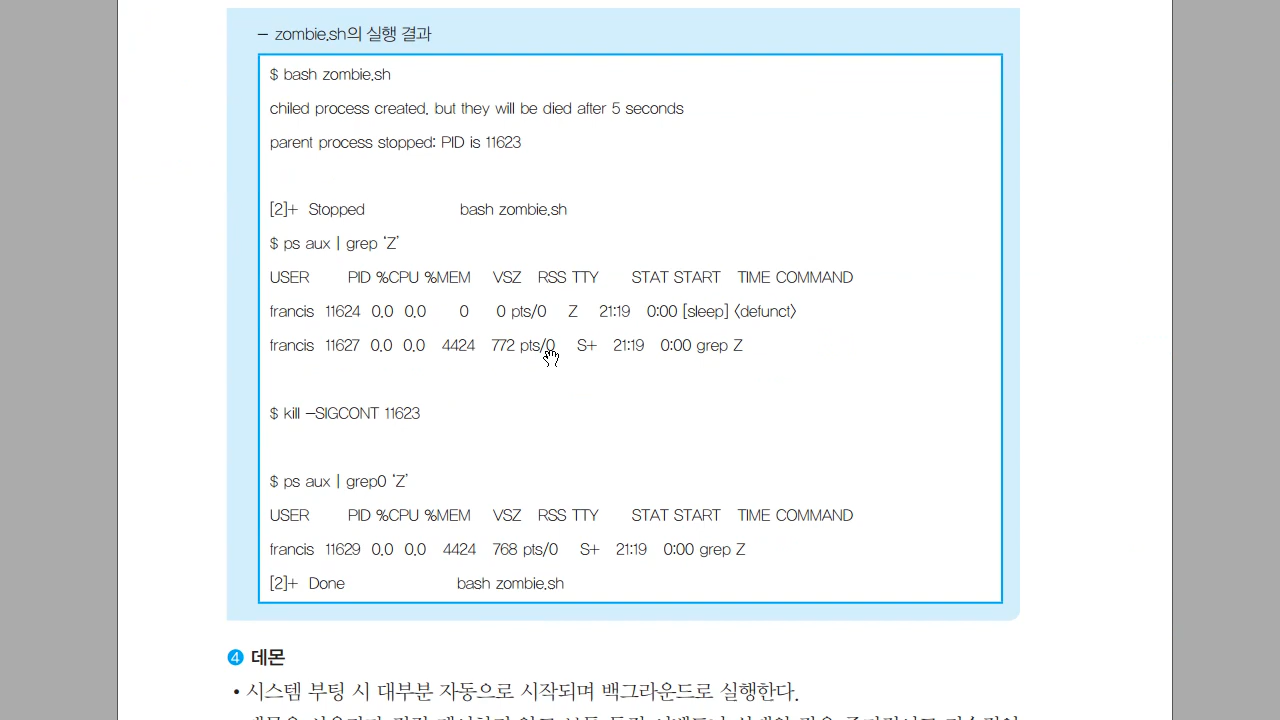 – zombie.sh의 실행 결과
$ bash zombie.sh
chiled process created. but they will be died after 5 seconds
parent process stopped: PID is 11623
[2]+ Stopped bash zombie.sh
$ ps aux | grep ‘Z’
USER PID %CPU %MEM VSZ RSS TTY STAT START TIME COMMAND
francis 11624 0.0 0.0 0 0 pts/0 Z 21:19 0:00 [sleep] 〈defunct〉
francis 11627 0.0 0.0 4424 772 pts/0 S+ 21:19 0:00 grep Z
$ kill –SIGCONT 11623
$ ps aux | grep0 ‘Z’
USER PID %CPU %MEM VSZ RSS TTY STAT START TIME COMMAND
francis 11629 0.0 0.0 4424 768 pts/0 S+ 21:19 0:00 grep Z
[2]+ Done bash zombie.sh
4 데몬
• 시스템 부팅 시 대부분 자동으로 시작되며 백그라운드로 실행한다.